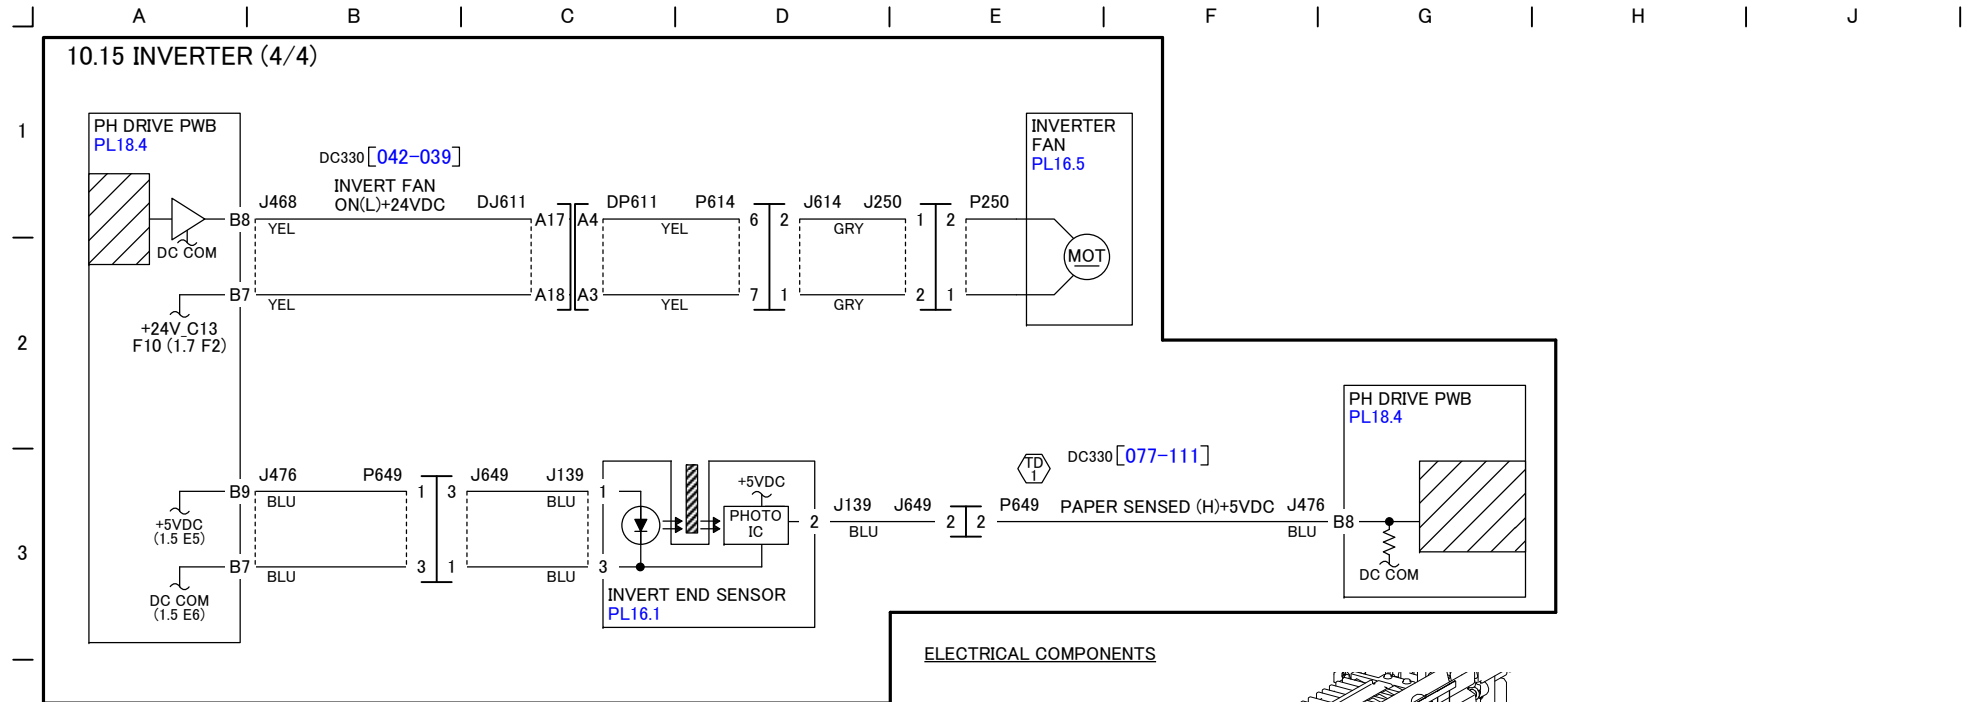 A B C D E F G H J
10.15 INVERTER (4/4)
1
PH DRIVE PWB
PL18.4
DC330 [042-039]
INVERT FAN
ON(L)+24VDC
INVERTER
FAN
PL16.5
J468 DJ611 DP611 P614 J614 J250 P250
B8 YEL A17 A4 YEL 6 2 GRY 1 2
DC COM
MOT
B7 YEL A18 A3 YEL 7 1 GRY 2 1
+24V_C13
F10 (1.7 F2)
2
PH DRIVE PWB
PL18.4
TD
1
DC330 [077-111]
J476 P649 J649 J139
B9 BLU 1 3 BLU 1
+5VDC
(1.5 E5)
+5VDC
PHOTO
IC
J139 J649 P649 PAPER SENSED (H)+5VDC J476
2 BLU 2 2 BLU B8
DC COM
3
B7 BLU 3 1 BLU 3
DC COM
(1.5 E6)
INVERT END SENSOR
PL16.1
ELECTRICAL COMPONENTS